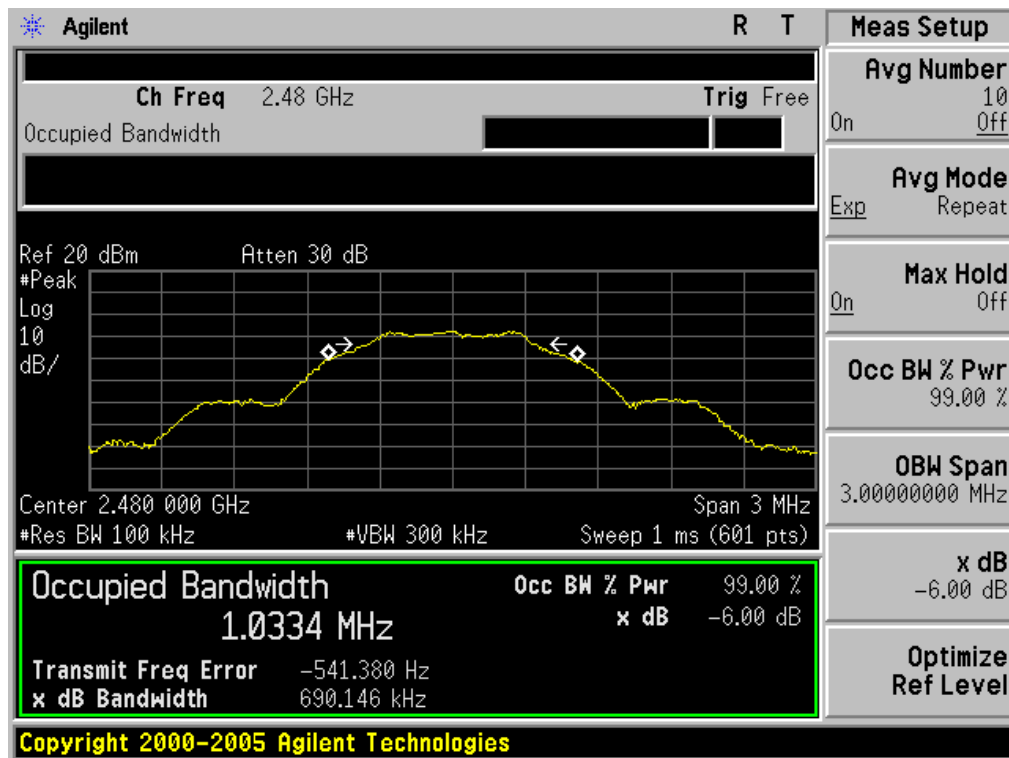 Agilent R T
Ch Freq 2.48 GHz Trig Free
Occupied Bandwidth
Ref 20 dBm Atten 30 dB
#Peak
Log
10
dB/
Center 2.480 000 GHz Span 3 MHz
#Res BW 100 kHz #VBW 300 kHz Sweep 1 ms (601 pts)
Occupied Bandwidth Occ BW % Pwr 99.00 %
1.0334 MHz x dB -6.00 dB
Transmit Freq Error -541.380 Hz
x dB Bandwidth 690.146 kHz
Copyright 2000-2005 Agilent Technologies
Meas Setup
Avg Number
10
On Off
Avg Mode
Exp Repeat
Max Hold
On Off
Occ BW % Pwr
99.00 %
OBW Span
3.00000000 MHz
x dB
-6.00 dB
Optimize
Ref Level